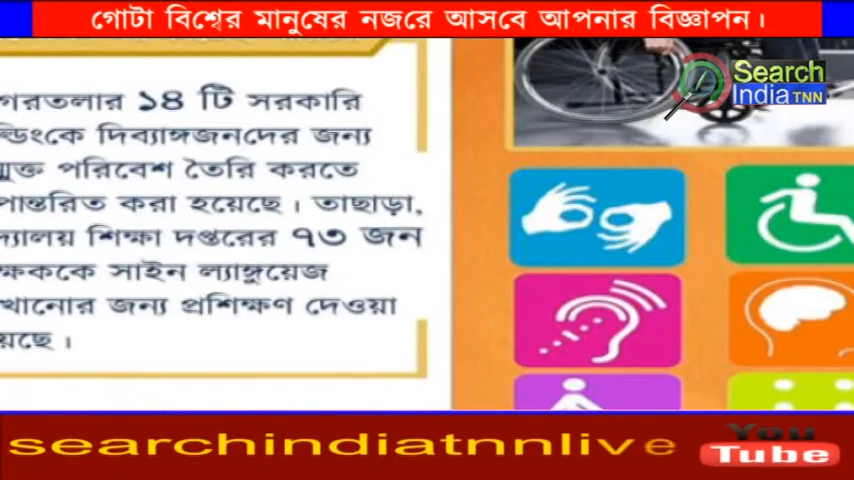 গোটা বিশ্বের মানুষের নজরে আসবে আপনার বিজ্ঞাপন।
Search
India TNN
গরতলার ১৪ টি সরকারি
ল্ডিংকে দিব্যাঙ্গজনদের জন্য
মুক্ত পরিবেশ তৈরি করতে
পান্তরিত করা হয়েছে। তাছাড়া,
দ্যালয় শিক্ষা দপ্তরের ৭৩ জন
ক্ষককে সাইন ল্যাঙ্গুয়েজ
খানোর জন্য প্রশিক্ষণ দেওয়া
য়ছে।
searchindiatnnlive
You
Tube